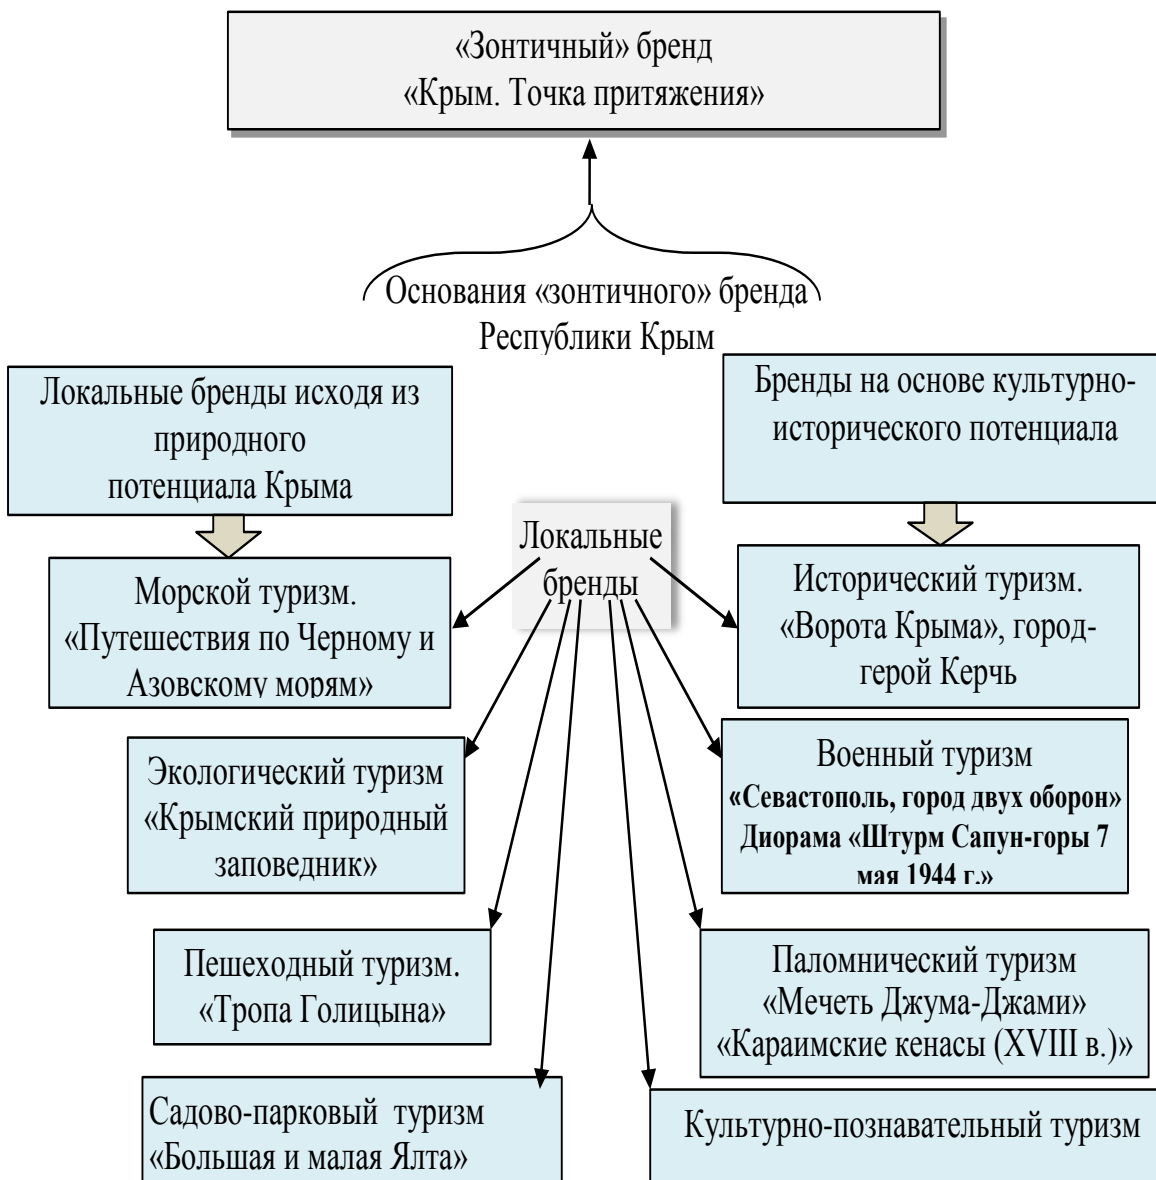 «Зонтичный» бренд
«Крым. Точка притяжения»
Основания «зонтичного» бренда
Республики Крым
Локальные бренды исходя из
природного
потенциала Крыма
Бренды на основе культурно-
исторического потенциала
Локальные
бренды
Морской туризм.
«Путешествия по Черному и
Азовскому морям»
Исторический туризм.
«Ворота Крыма», город-
герой Керчь
Экологический туризм
«Крымский природный
заповедник»
Военный туризм
«Севастополь, город двух оборон»
Диорама «Штурм Сапун-горы 7
мая 1944 г.»
Пешеходный туризм.
«Тропа Голицына»
Паломнический туризм
«Мечеть Джума-Джами»
«Караимские кенасы (XVIII в.)»
Садово-парковый туризм
«Большая и малая Ялта»
Культурно-познавательный туризм